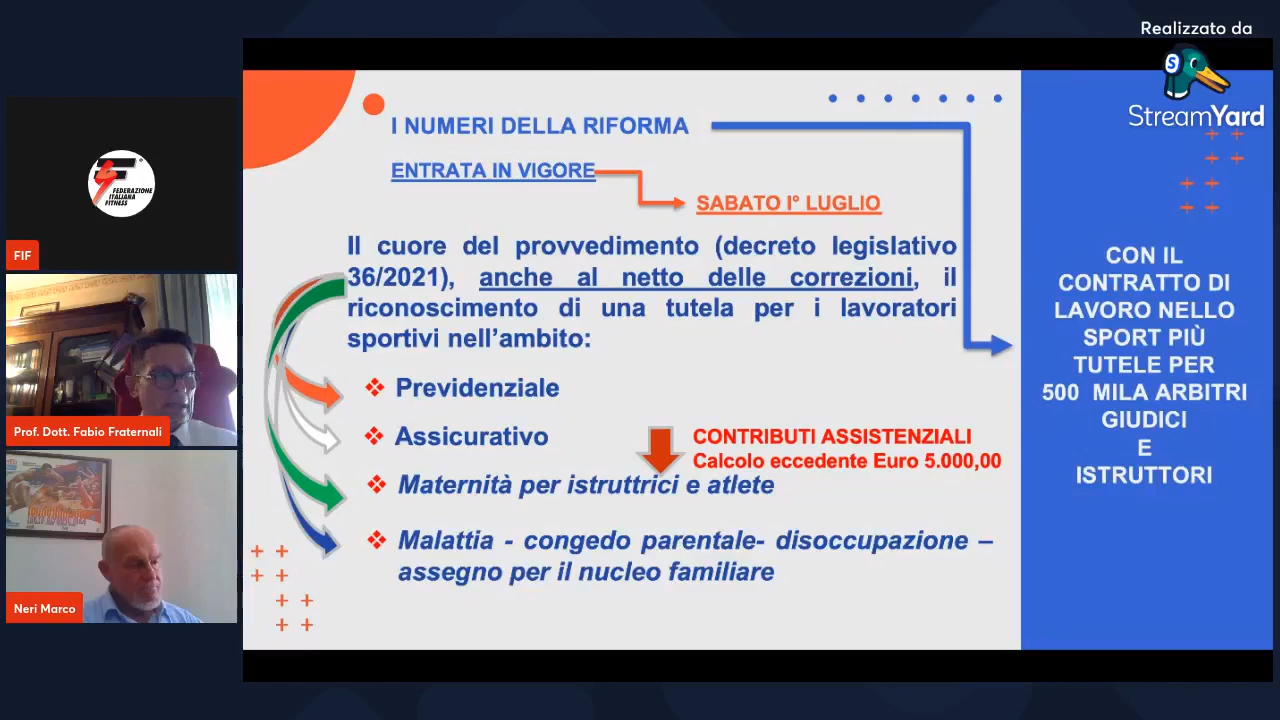 Realizzato da
StreamYard
FEDERAZIONE
ITALIANA
FITNESS
FIF
Prof. Dott. Fabio Fraternali
Neri Marco
I NUMERI DELLA RIFORMA
ENTRATA IN VIGORE
SABATO I° LUGLIO
Il cuore del provvedimento (decreto legislativo
36/2021), anche al netto delle correzioni, il
riconoscimento di una tutela per i lavoratori
sportivi nell’ambito:
❖ Previdenziale
❖ Assicurativo
CONTRIBUTI ASSISTENZIALI
Calcolo eccedente Euro 5.000,00
❖ Maternità per istruttrici e atlete
❖ Malattia - congedo parentale- disoccupazione –
assegno per il nucleo familiare
CON IL
CONTRATTO DI
LAVORO NELLO
SPORT PIÙ
TUTELE PER
500 MILA ARBITRI
GIUDICI
E
ISTRUTTORI